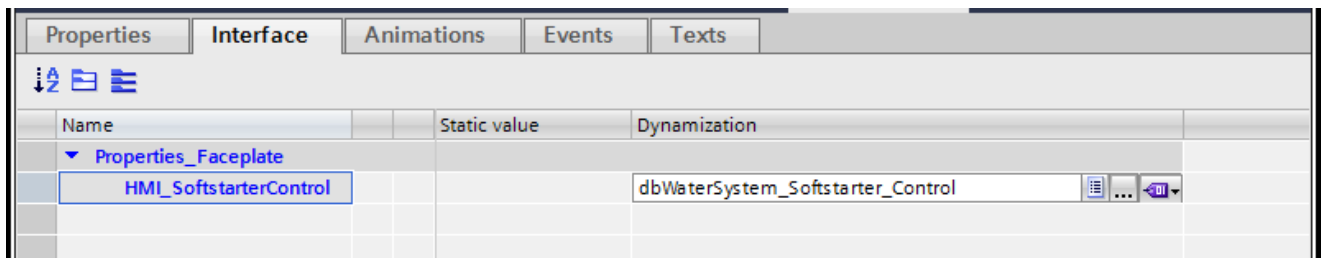 Properties Interface Animations Events Texts
Name Static value Dynamization
Properties_Faceplate
HMI_SoftstarterControl dbWaterSystem_Softstarter_Control ...